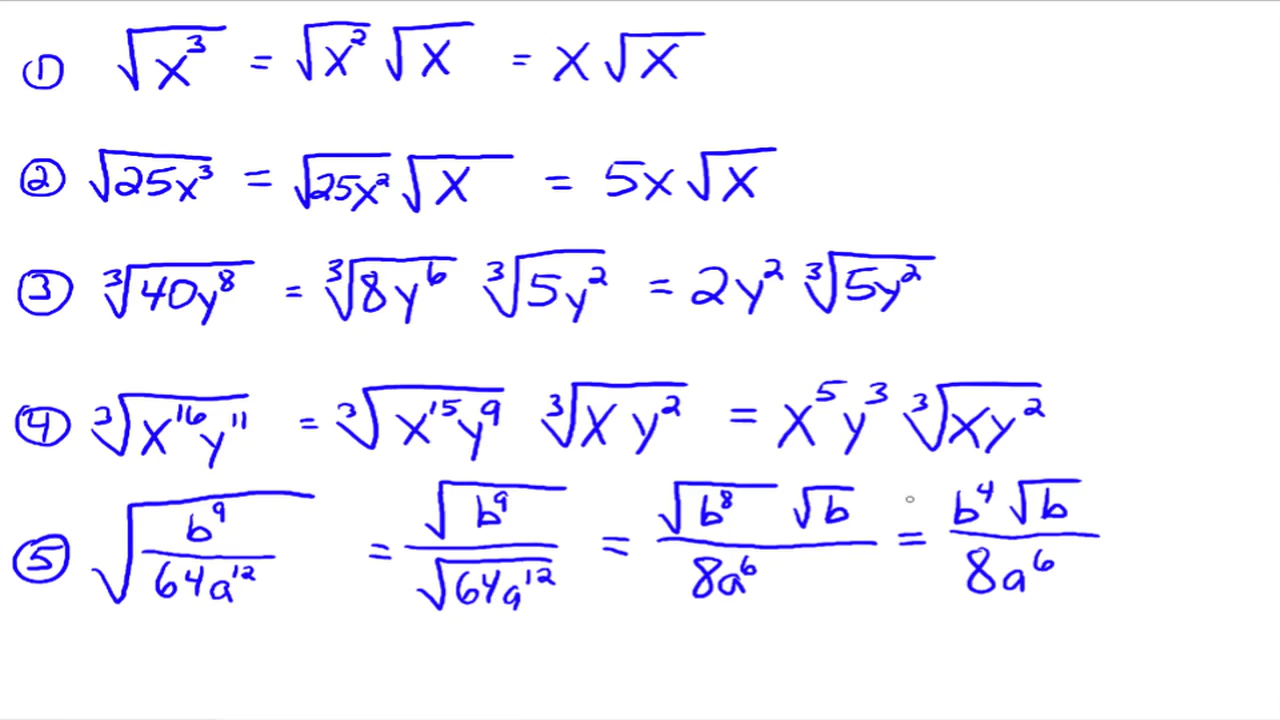 ① √x³ = √x² √x = x√x
② √25x³ = √25x² √x = 5x√x
③ ∛40y⁸ = ∛8y⁶ ∛5y² = 2y² ∛5y²
④ ∛x¹⁶y¹¹ = ∛x¹⁵y⁹ ∛xy² = x⁵y³ ∛xy²
⑤ √(b⁹/64a¹²) = √b⁹/√64a¹² = √b⁸ √b/8a⁶ = b⁴√b/8a⁶